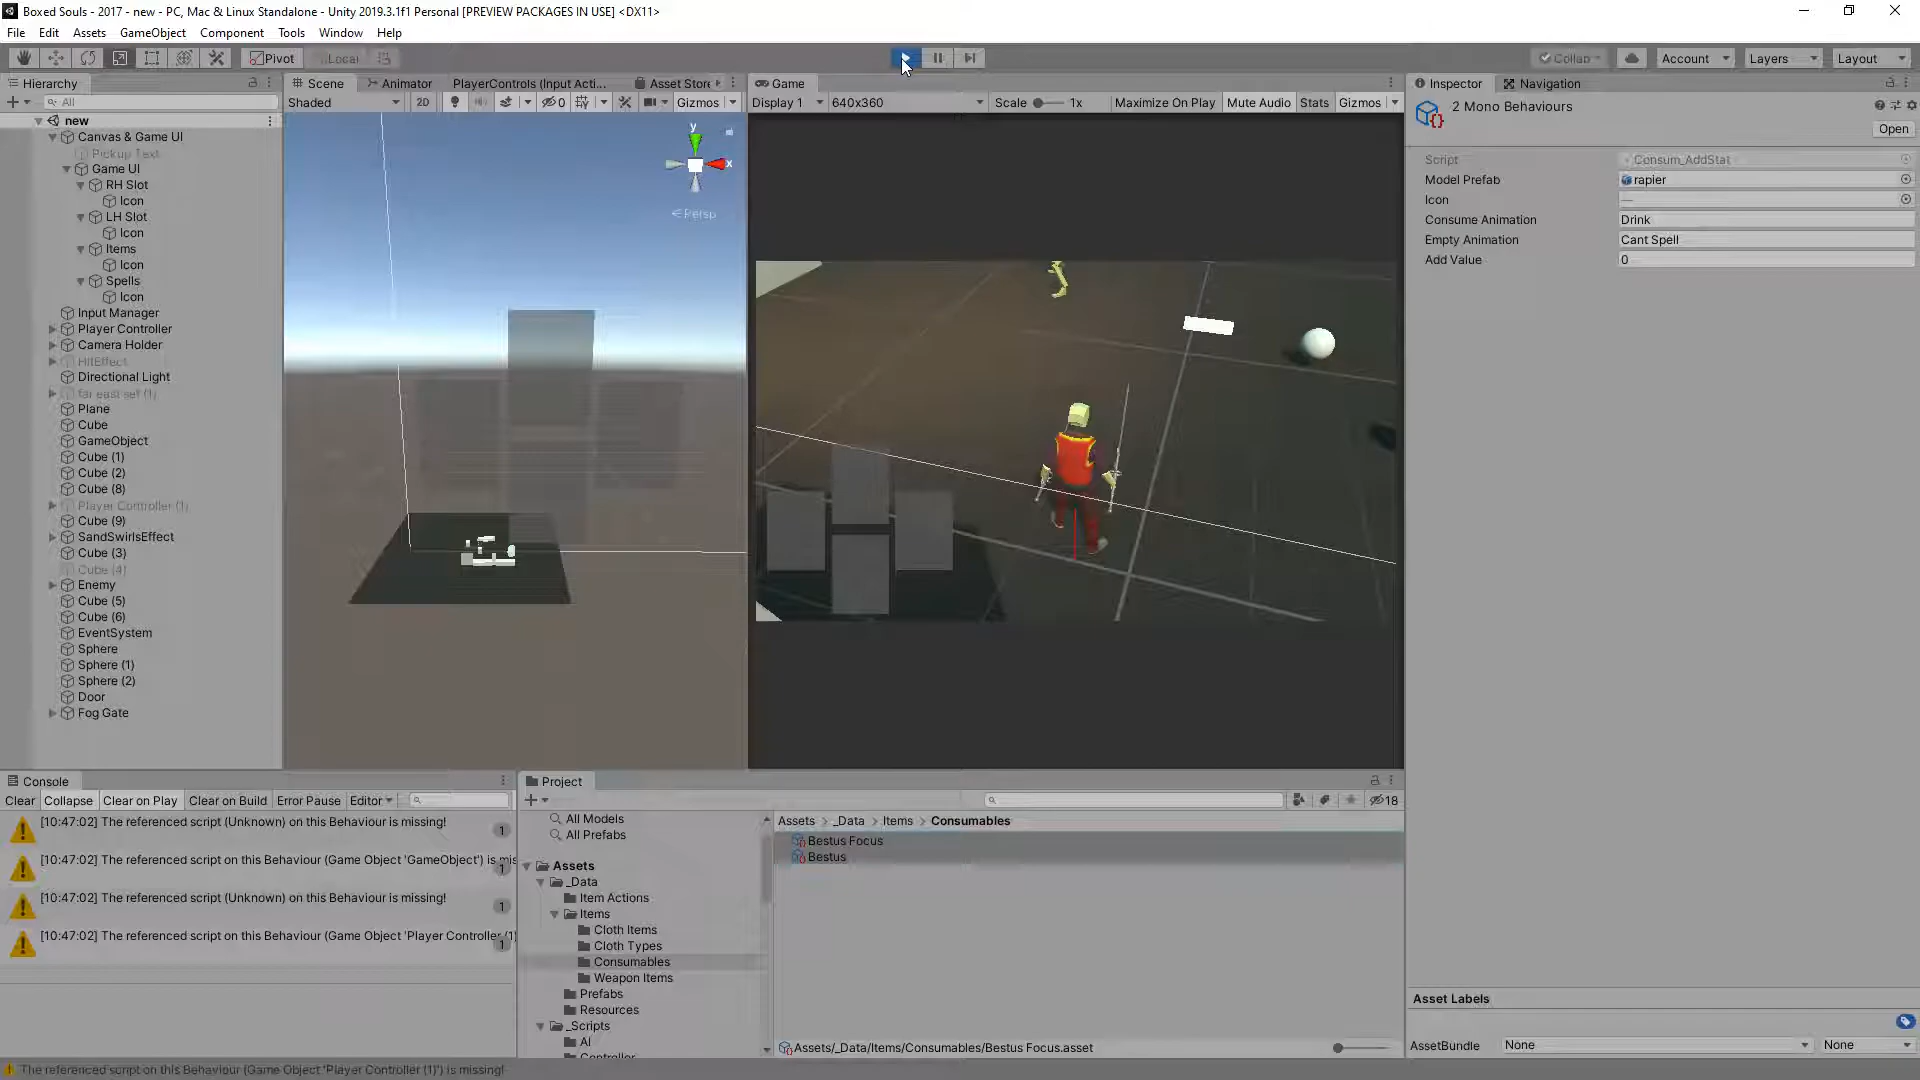 Boxed Souls - 2017 - new - PC, Mac & Linux Standalone - Unity 2019.3.1f1 Personal [PREVIEW PACKAGES IN USE] <DX11>
File Edit Assets GameObject Component Tools Window Help
Pivot Local Collab Account Layers Layout
Hierarchy
All
new
Canvas & Game UI
Pickup Text
Game UI
RH Slot
Icon
LH Slot
Icon
Items
Icon
Spells
Icon
Input Manager
Player Controller
Camera Holder
HitEffect
Directional Light
far east set (1)
Plane
Cube
GameObject
Cube (1)
Cube (2)
Cube (8)
Player Controller (1)
Cube (9)
SandSwirlsEffect
Cube (3)
Cube (4)
Enemy
Cube (5)
Cube (6)
EventSystem
Sphere
Sphere (1)
Sphere (2)
Door
Fog Gate
Scene Animator PlayerControls (Input Acti... Asset Store
Shaded 2D 0 Gizmos
y
x
Persp
Game
Display 1 640x360 Scale 1x Maximize On Play Mute Audio Stats Gizmos
Inspector Navigation
2 Mono Behaviours
Open
Script Consum_AddStat
Model Prefab rapier
Icon —
Consume Animation Drink
Empty Animation Cant Spell
Add Value 0
Asset Labels
AssetBundle None None
Console
Clear Collapse Clear on Play Clear on Build Error Pause Editor
[10:47:02] The referenced script (Unknown) on this Behaviour is missing! 1
[10:47:02] The referenced script on this Behaviour (Game Object 'GameObject') is mis 1
[10:47:02] The referenced script (Unknown) on this Behaviour is missing! 1
[10:47:02] The referenced script on this Behaviour (Game Object 'Player Controller (1) 1
Project
18
All Models
All Prefabs
Assets
_Data
Item Actions
Items
Cloth Items
Cloth Types
Consumables
Weapon Items
Prefabs
Resources
_Scripts
AI
Controller
Assets > _Data > Items > Consumables
Bestus Focus
Bestus
Assets/_Data/Items/Consumables/Bestus Focus.asset
The referenced script on this Behaviour (Game Object 'Player Controller (1)') is missing!